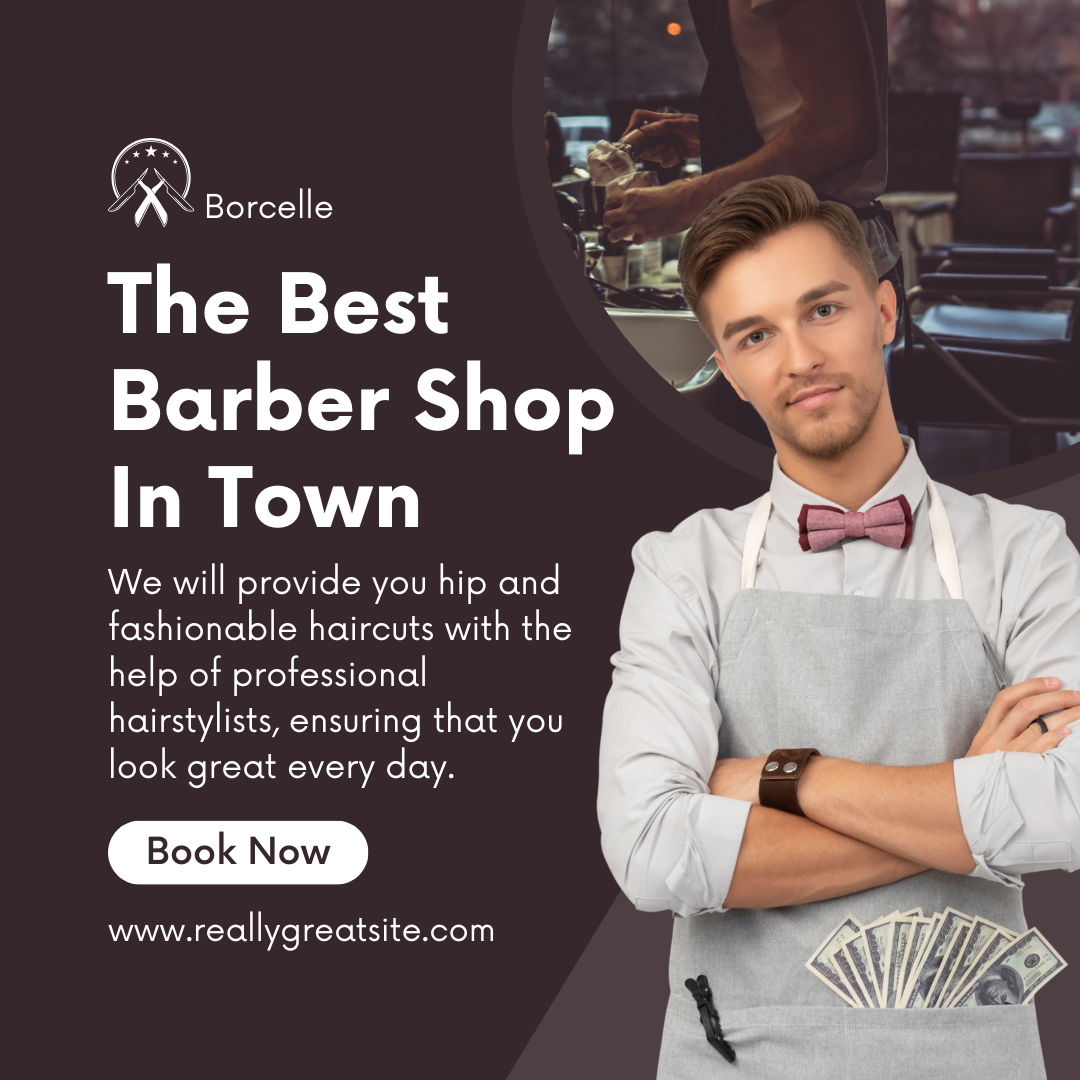 Borcelle
The Best
Barber Shop
In Town
We will provide you hip and
fashionable haircuts with the
help of professional
hairstylists, ensuring that you
look great every day.
Book Now
www.reallygreatsite.com